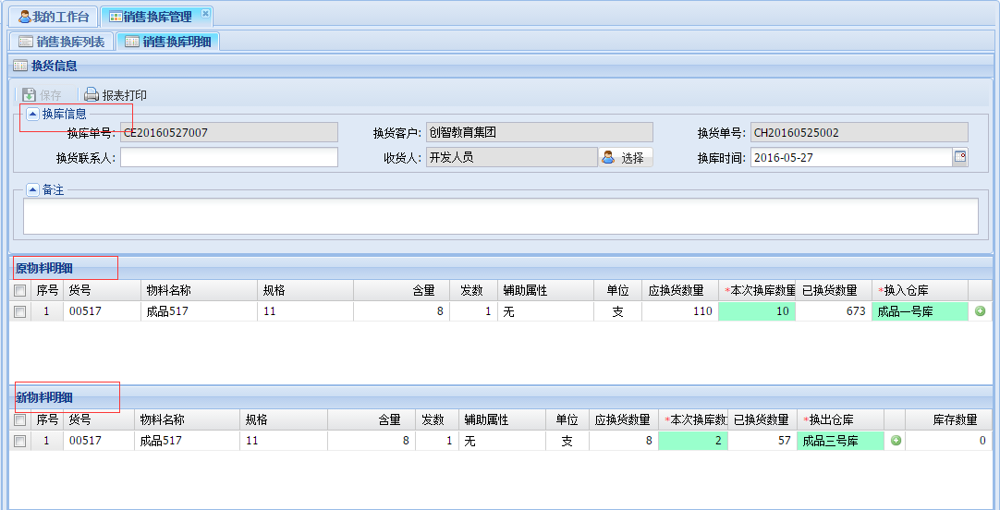 我的工作台 销售换库管理
销售换库列表 销售换库明细
换货信息
保存 报表打印
换库信息
换库单号: CE20160527007 换货客户: 创智教育集团 换货单号: CH20160525002
换货联系人: 收货人: 开发人员 选择 换库时间: 2016-05-27
备注
原物料明细
序号 货号 物料名称 规格 含量 发数 辅助属性 单位 应换货数量 *本次换库数量 已换货数量 *换入仓库
1 00517 成品517 11 8 1 无 支 110 10 673 成品一号库
新物料明细
序号 货号 物料名称 规格 含量 发数 辅助属性 单位 应换货数量 *本次换库数 已换货数量 *换出仓库 库存数量
1 00517 成品517 11 8 1 无 支 8 2 57 成品三号库 0